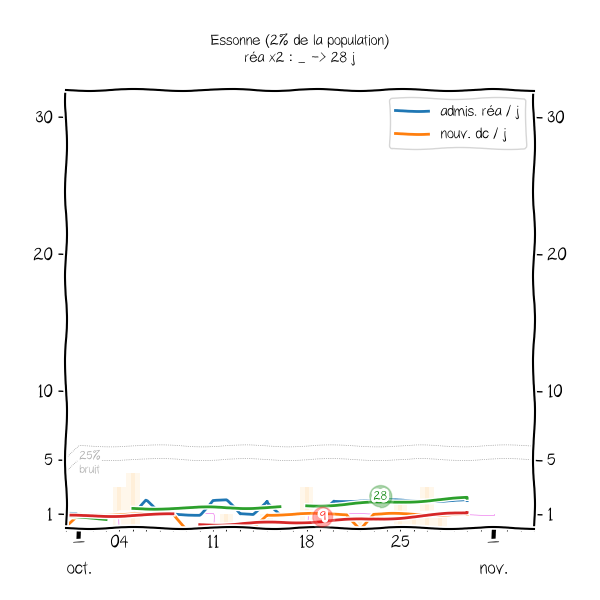 Essonne (2% de la population)
réa x2 : _ -> 28 j
admis. réa / j
nouv. dc / j
30
30
20
20
10
10
5
5
25%
bruit
28
9
1
1
04
11
18
25
oct.
nov.